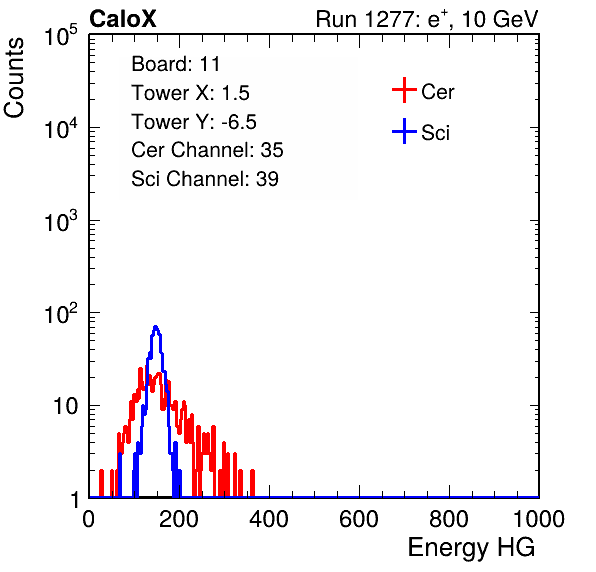 CaloX Run 1277: e⁺, 10 GeV
Counts
Board: 11
Tower X: 1.5
Tower Y: -6.5
Cer Channel: 35
Sci Channel: 39
Cer
Sci
10⁵
10⁴
10³
10²
10
1
0 200 400 600 800 1000
Energy HG